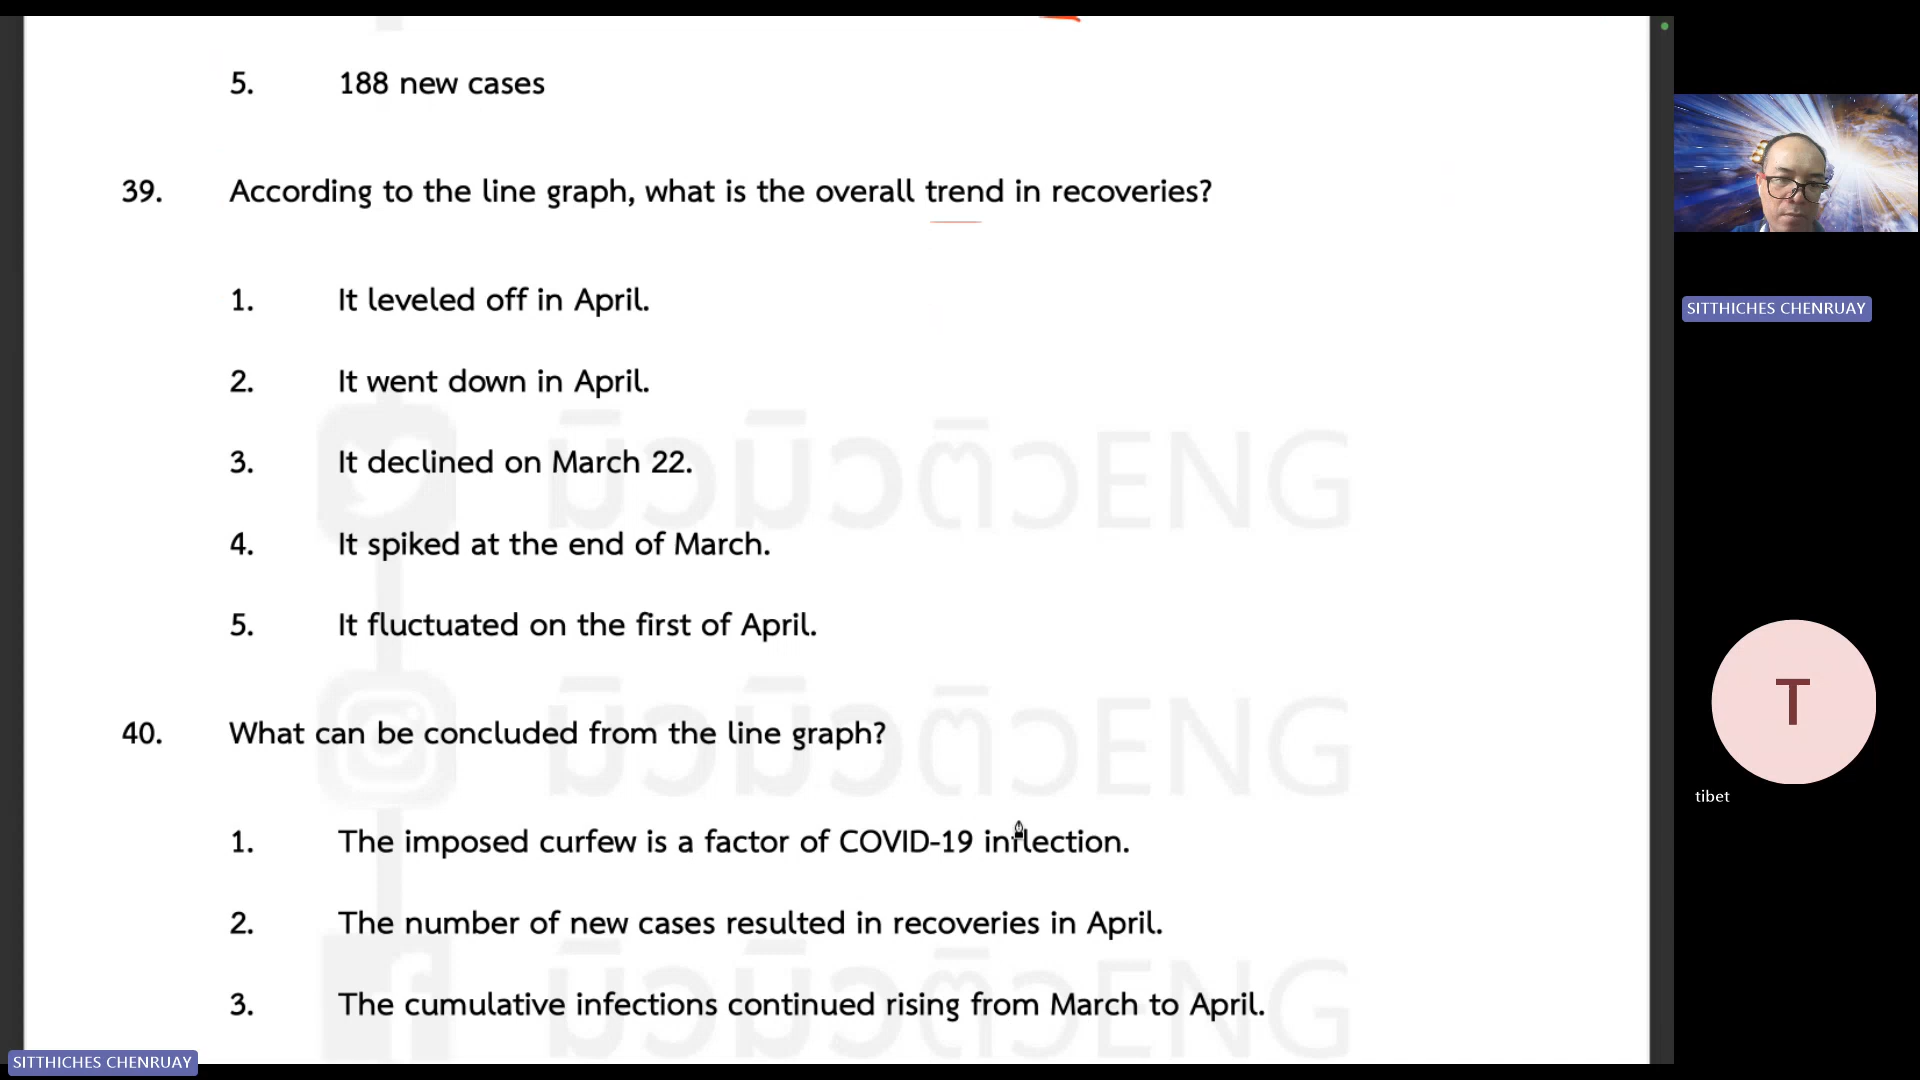 5. 188 new cases
39. According to the line graph, what is the overall trend in recoveries?
1. It leveled off in April.
2. It went down in April.
3. It declined on March 22.
4. It spiked at the end of March.
5. It fluctuated on the first of April.
40. What can be concluded from the line graph?
1. The imposed curfew is a factor of COVID-19 inflection.
2. The number of new cases resulted in recoveries in April.
3. The cumulative infections continued rising from March to April.
SITTHICHES CHENRUAY
T
tibet
SITTHICHES CHENRUAY